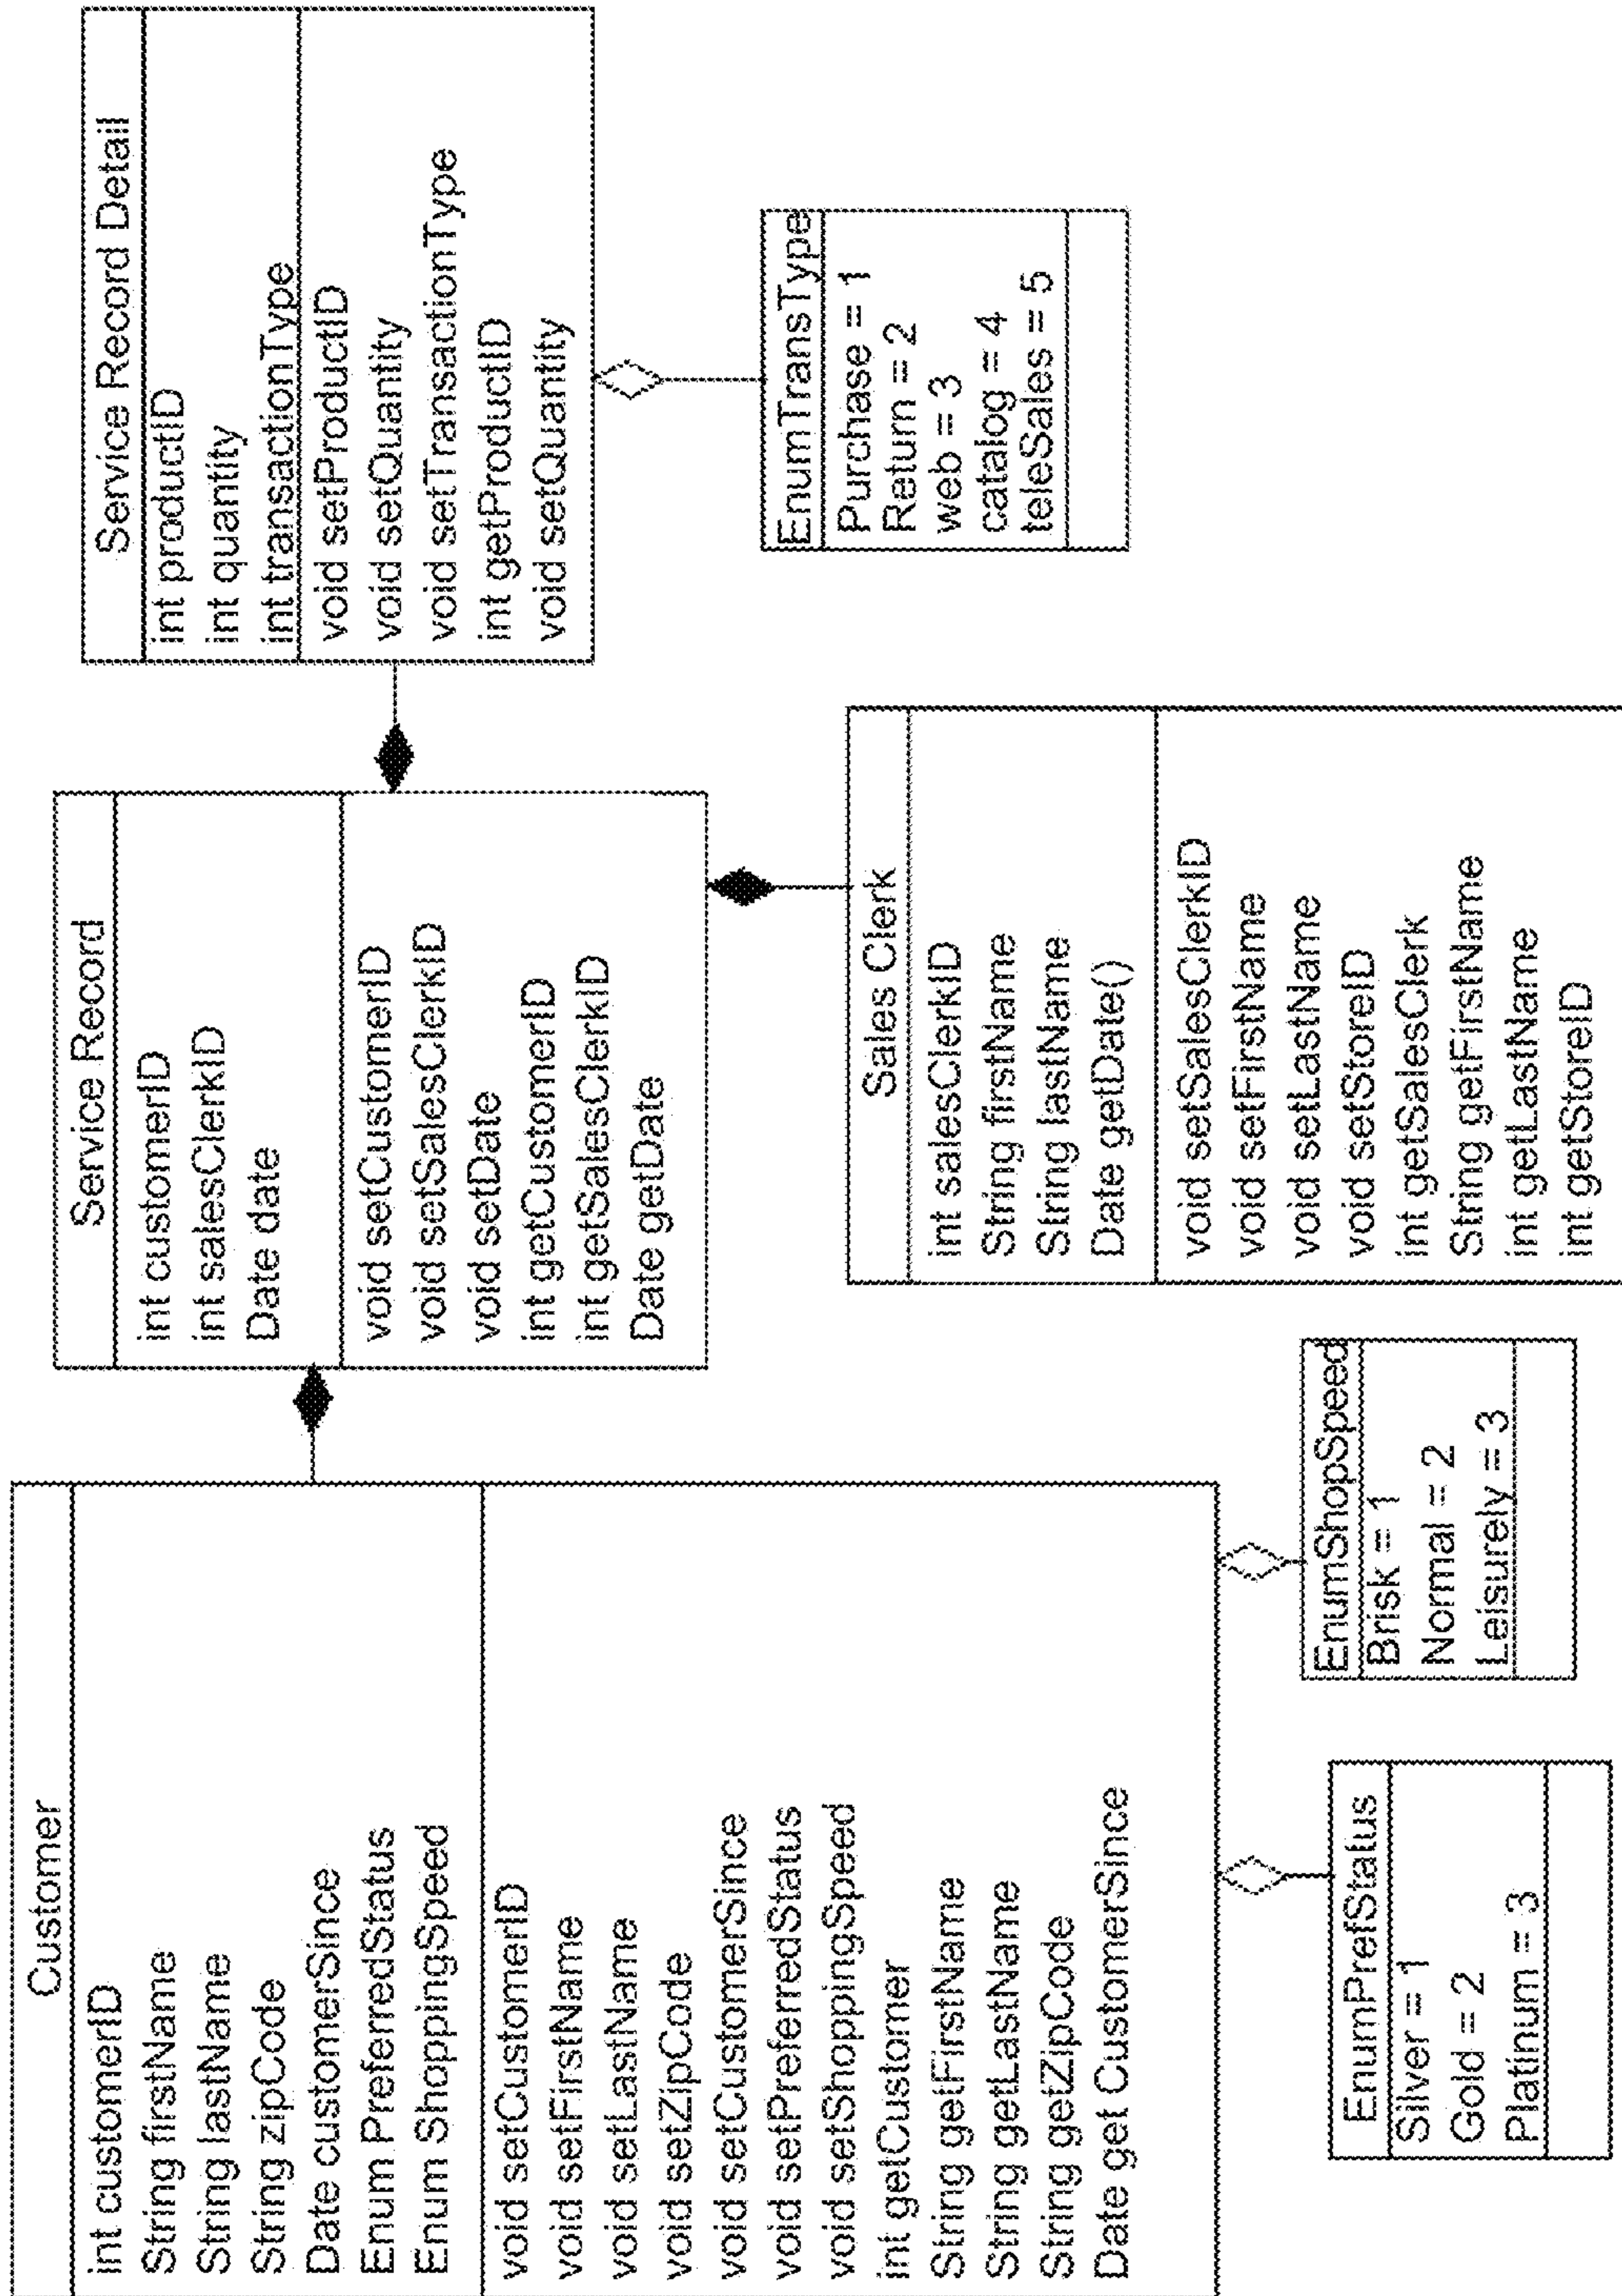 Customer
int customerID
String firstName
String lastName
String zipCode
Date customerSince
Enum PreferredStatus
Enum ShoppingSpeed
void setCustomerID
void setFirstName
void setLastName
void setZipCode
void setCustomerSince
void setPreferredStatus
void setShoppingSpeed
int getCustomer
String getFirstName
String getLastName
String getZipCode
Date get CustomerSince
EnumPrefStatus
Silver = 1
Gold = 2
Platinum = 3
EnumShopSpeed
Brisk = 1
Normal = 2
Leisurely = 3
Service Record
int customerID
int salesClerkID
Date date
void setCustomerID
void setSalesClerkID
void setDate
int getCustomerID
int getSalesClerkID
Date getDate
Sales Clerk
int salesClerkID
String firstName
String lastName
Date getDate()
void setSalesClerkID
void setFirstName
void setLastName
void setStoreID
int getSalesClerk
String getFirstName
int getLastName
int getStoreID
Service Record Detail
int productID
int quantity
int transactionType
void setProductID
void setQuantity
void setTransactionType
int getProductID
void setQuantity
EnumTransType
Purchase = 1
Return = 2
web = 3
catalog = 4
teleSales = 5